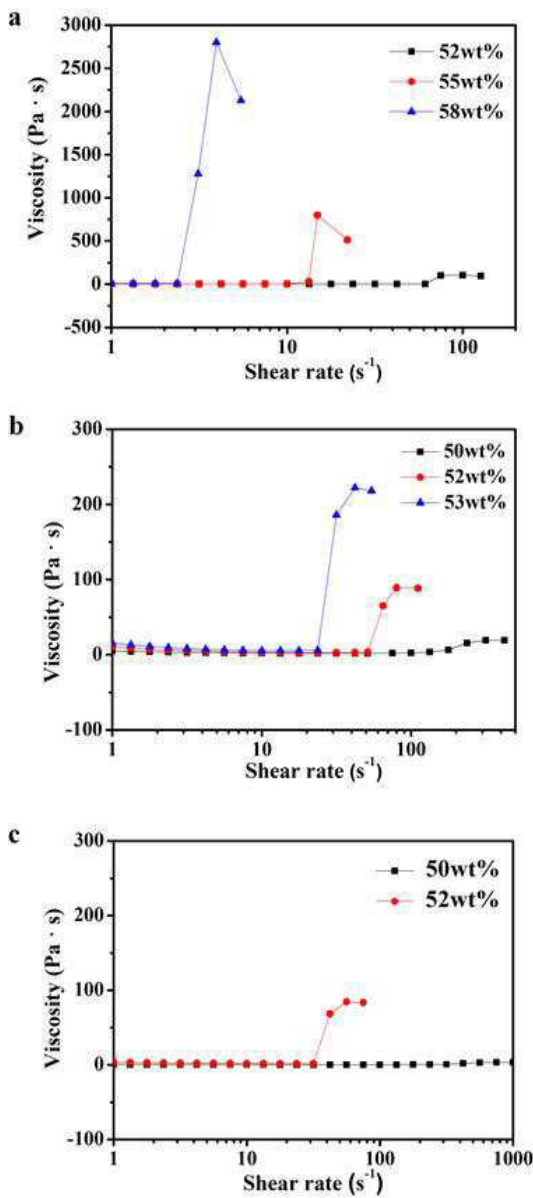 a
3000
2500
2000
1500
1000
500
0
-500
Viscosity (Pa · s)
52wt%
55wt%
58wt%
1 10 100
Shear rate (s⁻¹)
b
300
200
100
0
-100
Viscosity (Pa · s)
50wt%
52wt%
53wt%
1 10 100
Shear rate (s⁻¹)
c
300
200
100
0
-100
Viscosity (Pa · s)
50wt%
52wt%
1 10 100 1000
Shear rate (s⁻¹)